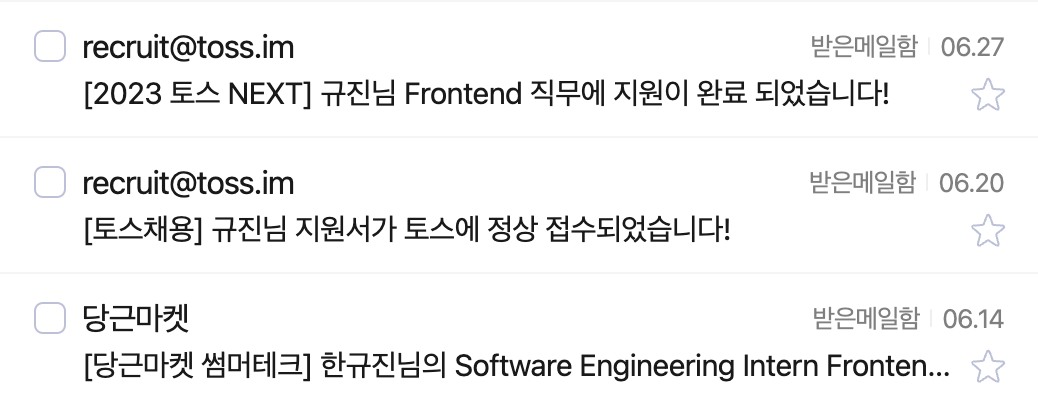 recruit@toss.im 받은메일함 06.27
[2023 토스 NEXT] 규진님 Frontend 직무에 지원이 완료 되었습니다!
recruit@toss.im 받은메일함 06.20
[토스채용] 규진님 지원서가 토스에 정상 접수되었습니다!
당근마켓 받은메일함 06.14
[당근마켓 썸머테크] 한규진님의 Software Engineering Intern Fronten...